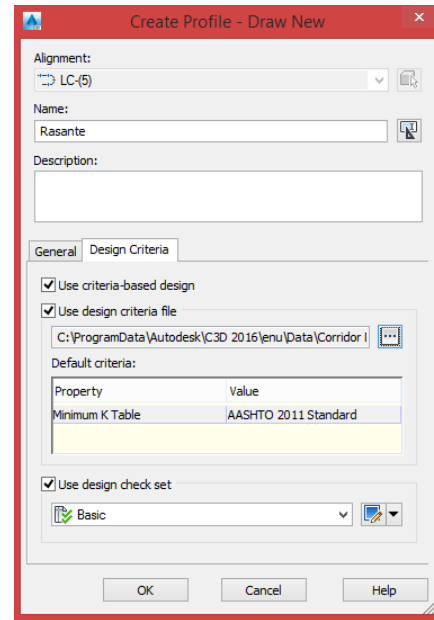 Create Profile - Draw New
Alignment:
LC-(5)
Name:
Rasante
Description:
General Design Criteria
Use criteria-based design
Use design criteria file
C:\ProgramData\Autodesk\C3D 2016\enu\Data\Corridor I
Default criteria:
Property Value
Minimum K Table AASHTO 2011 Standard
Use design check set
Basic
OK Cancel Help